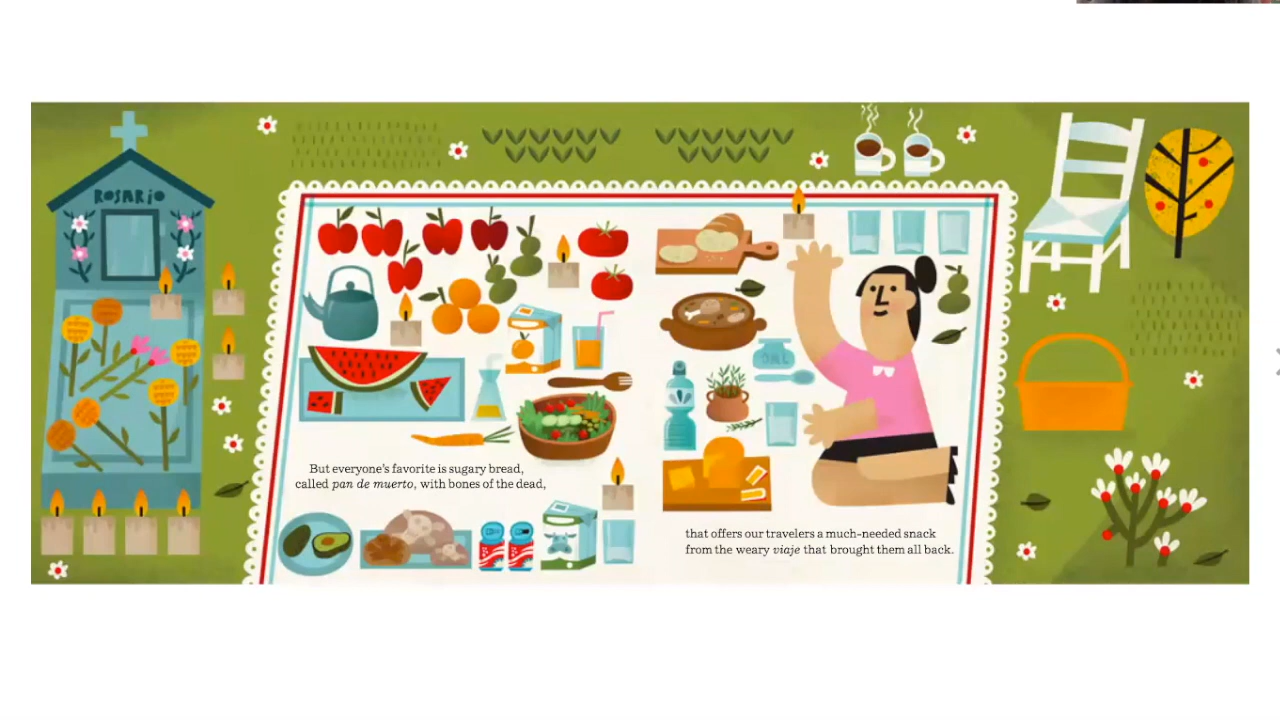 ROSARIO
But everyone's favorite is sugary bread,
called pan de muerto, with bones of the dead,
that offers our travelers a much-needed snack
from the weary viaje that brought them all back.